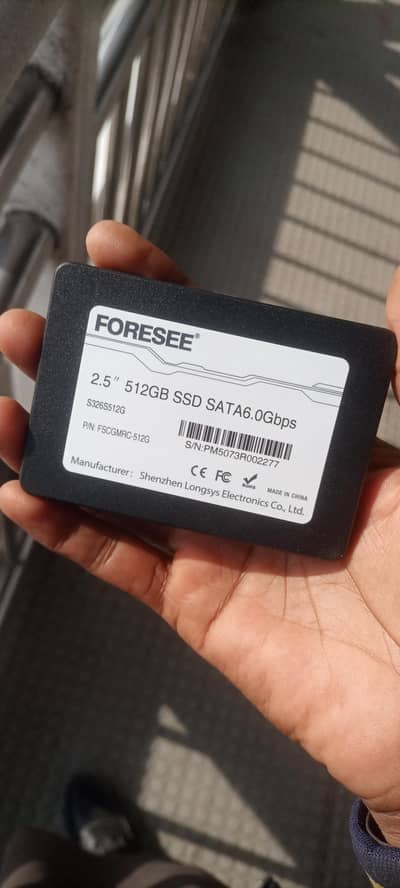 FORESEE®
2.5" 512GB SSD SATA6.0Gbps
S326S512G
P/N: FSCGMRC-512G
S/N:PM5073R002277
CE FC RoHS MADE IN CHINA
Manufacturer: Shenzhen Longsys Electronics Co., Ltd.